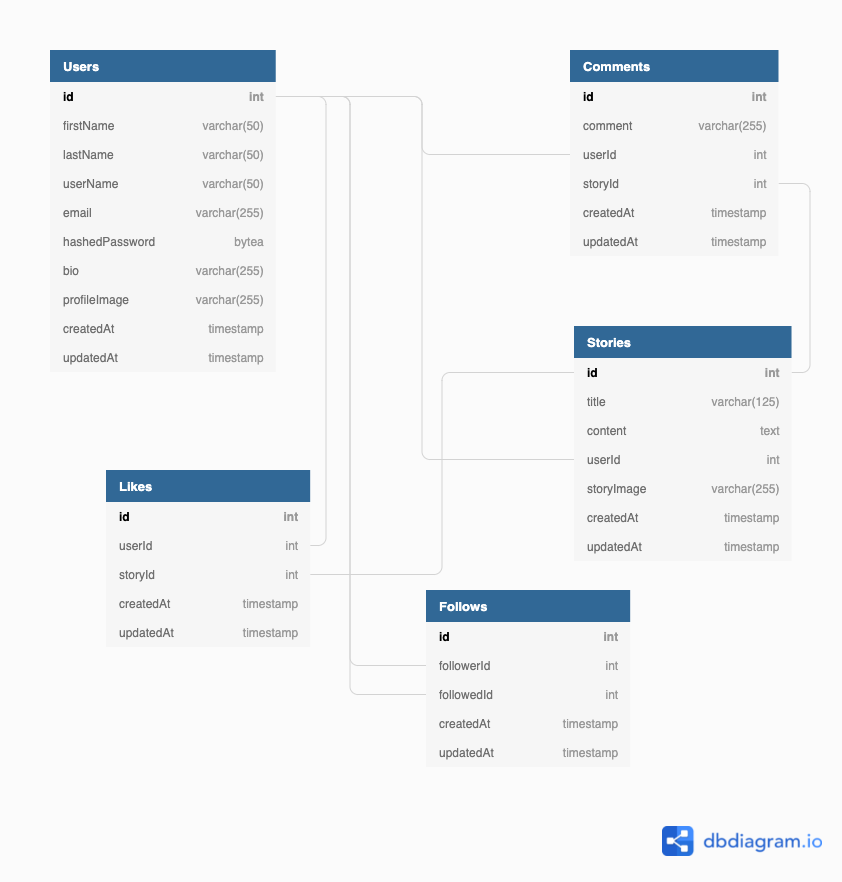 Users
id int
firstName varchar(50)
lastName varchar(50)
userName varchar(50)
email varchar(255)
hashedPassword bytea
bio varchar(255)
profileImage varchar(255)
createdAt timestamp
updatedAt timestamp
Comments
id int
comment varchar(255)
userId int
storyId int
createdAt timestamp
updatedAt timestamp
Stories
id int
title varchar(125)
content text
userId int
storyImage varchar(255)
createdAt timestamp
updatedAt timestamp
Likes
id int
userId int
storyId int
createdAt timestamp
updatedAt timestamp
Follows
id int
followerId int
followedId int
createdAt timestamp
updatedAt timestamp
dbdiagram.io